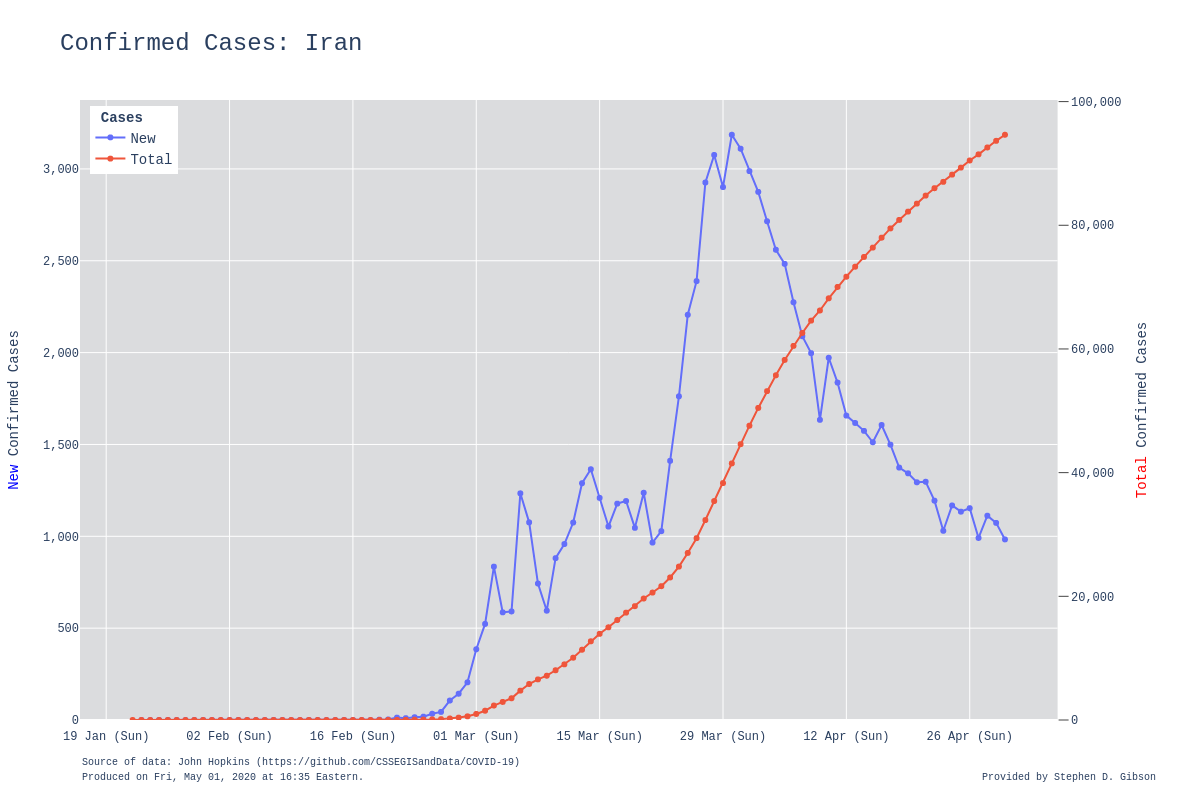 Confirmed Cases: Iran
Cases
New
Total
100,000
3,000
80,000
2,500
2,000
60,000
1,500
40,000
1,000
20,000
500
0
0
New Confirmed Cases
Total Confirmed Cases
19 Jan (Sun) 02 Feb (Sun) 16 Feb (Sun) 01 Mar (Sun) 15 Mar (Sun) 29 Mar (Sun) 12 Apr (Sun) 26 Apr (Sun)
Source of data: John Hopkins (https://github.com/CSSEGISandData/COVID-19)
Produced on Fri, May 01, 2020 at 16:35 Eastern.
Provided by Stephen D. Gibson